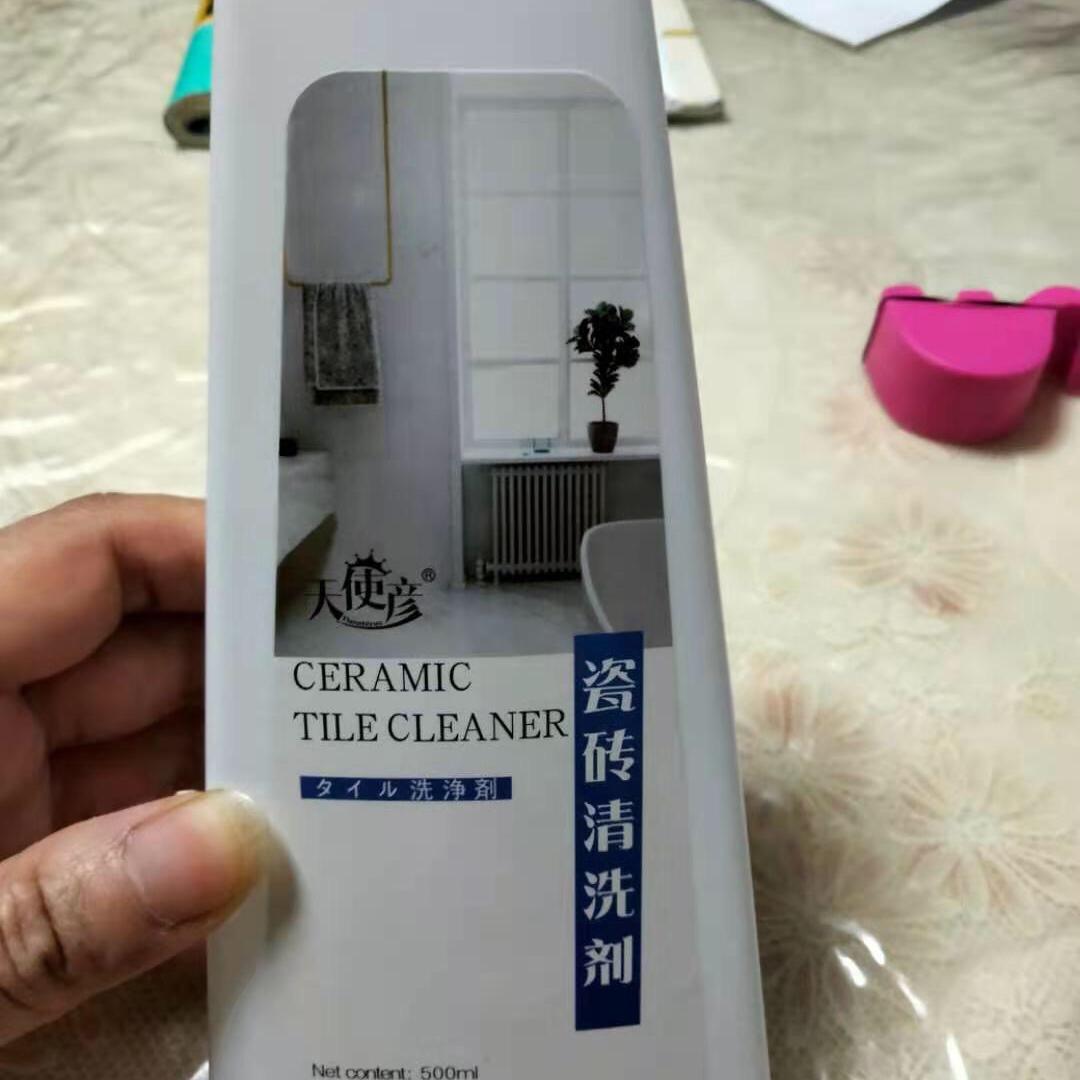 天使彦®
CERAMIC
TILE CLEANER
タイル洗浄剤
瓷砖清洗剂
Net content: 500ml